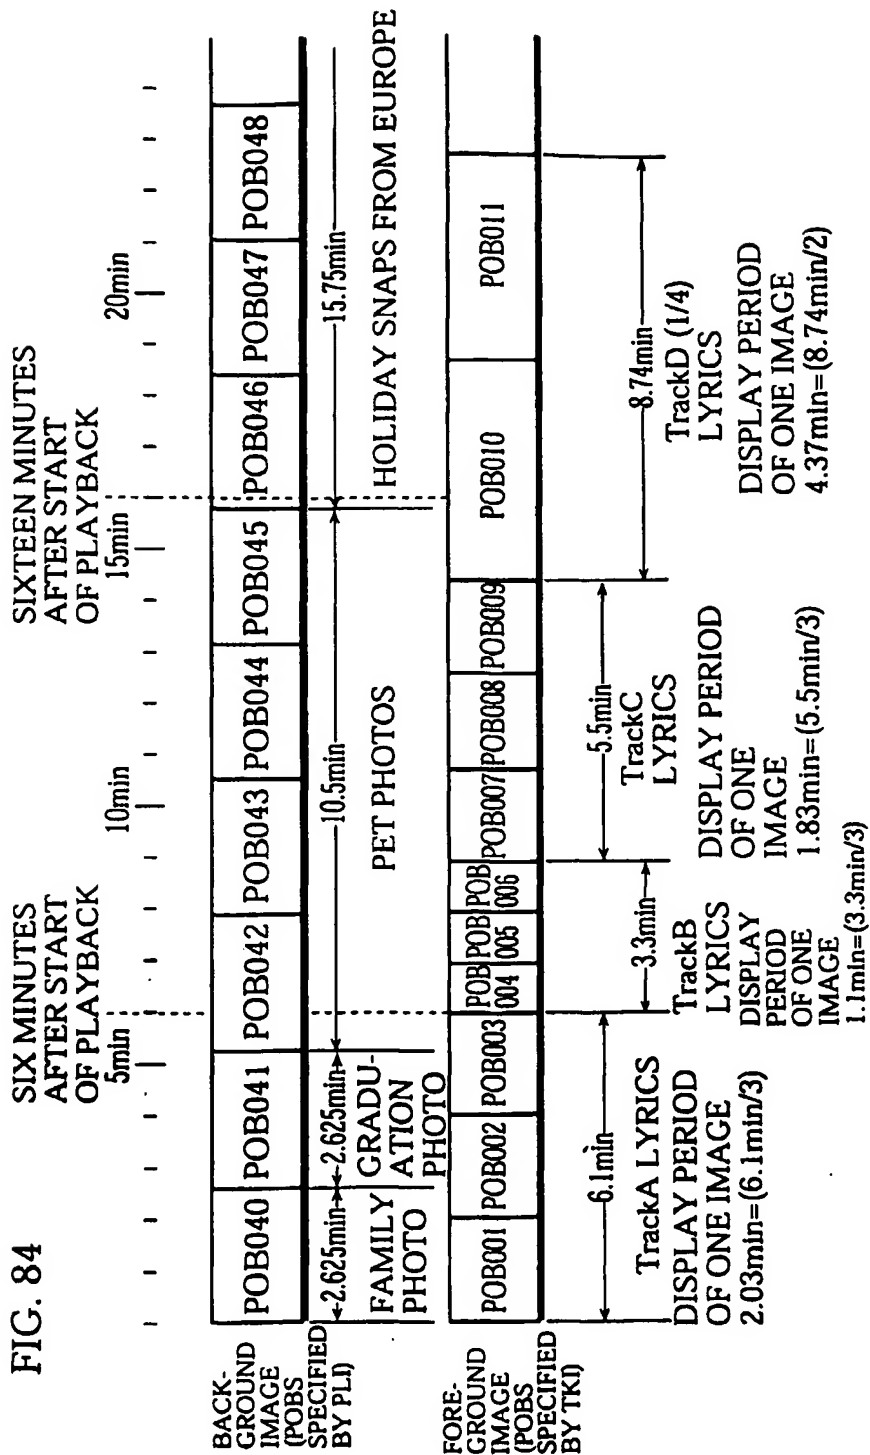 FIG. 84
SIX MINUTES
AFTER START
OF PLAYBACK
SIXTEEN MINUTES
AFTER START
OF PLAYBACK
5min
10min
15min
20min
BACK-
GROUND
IMAGE
(POBS
SPECIFIED
BY PLI)
POB040
POB041
POB042
POB043
POB044
POB045
POB046
POB047
POB048
2.625min
2.625min
10.5min
15.75min
FAMILY
PHOTO
GRADU-
ATION
PHOTO
PET PHOTOS
HOLIDAY SNAPS FROM EUROPE
FORE-
GROUND
IMAGE
(POBS
SPECIFIED
BY TKI)
POB001
POB002
POB003
POB
004
POB
005
POB
006
POB007
POB008
POB009
POB010
POB011
6.1min
3.3min
5.5min
8.74min
TrackA LYRICS
DISPLAY PERIOD
OF ONE IMAGE
2.03min=(6.1min/3)
TrackB
LYRICS
DISPLAY
PERIOD
OF ONE
IMAGE
1.1min=(3.3min/3)
TrackC
LYRICS
DISPLAY PERIOD
OF ONE
IMAGE
1.83min=(5.5min/3)
TrackD (1/4)
LYRICS
DISPLAY PERIOD
OF ONE IMAGE
4.37min=(8.74min/2)